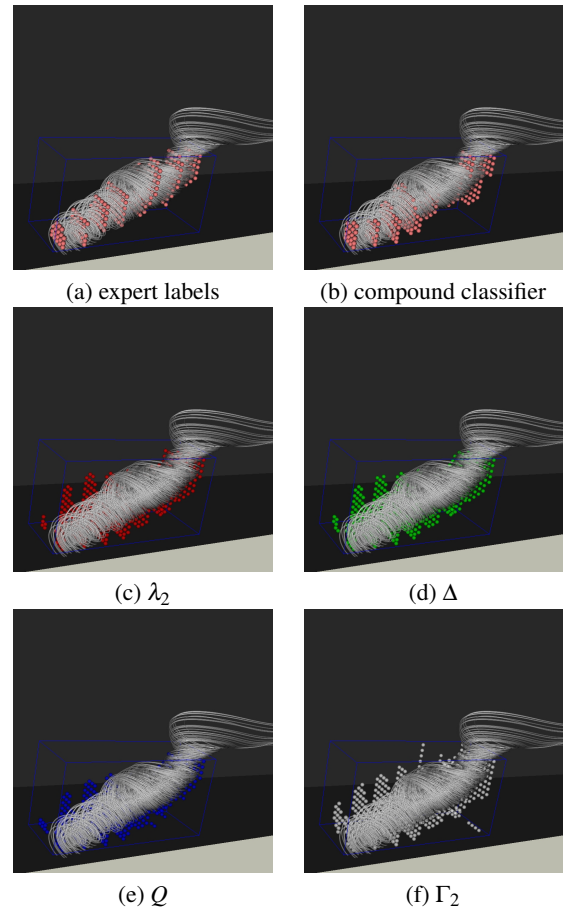 (a) expert labels
(b) compound classifier
(c) λ₂
(d) Δ
(e) Q
(f) Γ₂